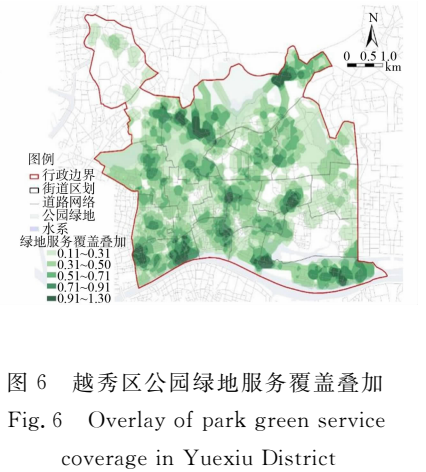 N
0 0.5 1.0
km
图例
行政边界
街道区划
道路网络
公园绿地
水系
绿地服务覆盖叠加
0.11~0.31
0.31~0.50
0.51~0.71
0.71~0.91
0.91~1.30
图 6 越秀区公园绿地服务覆盖叠加
Fig. 6 Overlay of park green service
coverage in Yuexiu District